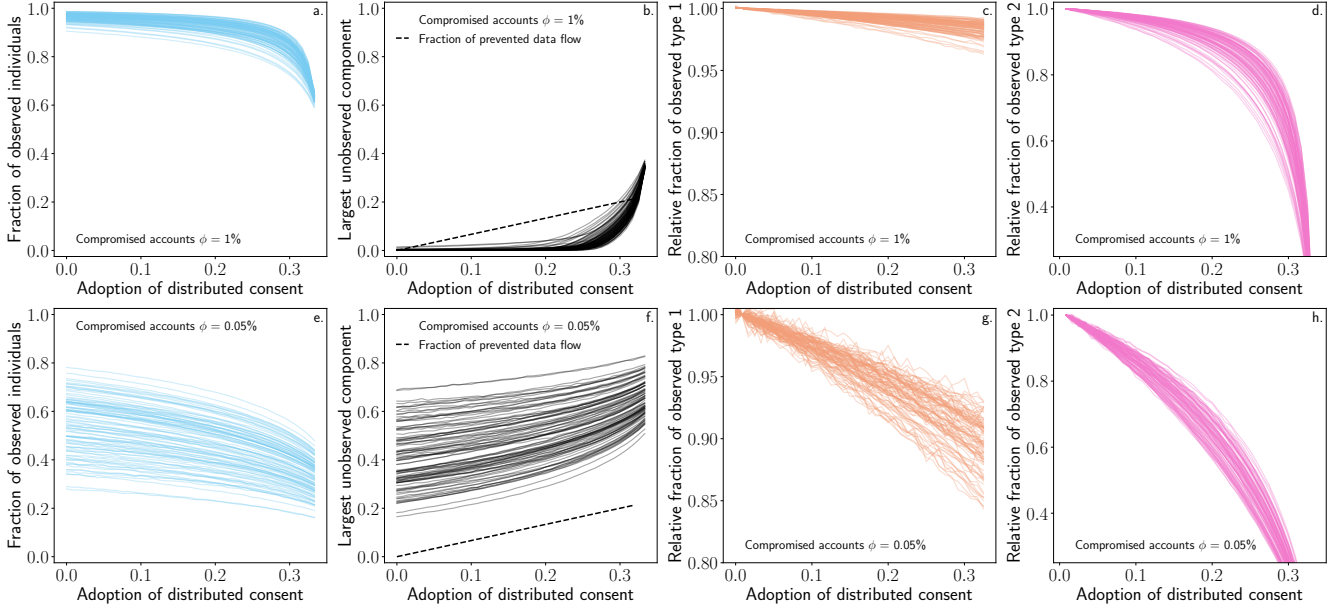 a.
Fraction of observed individuals
1.0
0.8
0.6
0.4
0.2
0.0
Compromised accounts ϕ = 1%
0.0 0.1 0.2 0.3
Adoption of distributed consent
b.
Largest unobserved component
1.0
0.8
0.6
0.4
0.2
0.0
Compromised accounts ϕ = 1%
Fraction of prevented data flow
0.0 0.1 0.2 0.3
Adoption of distributed consent
c.
Relative fraction of observed type 1
1.00
0.95
0.90
0.85
0.80
Compromised accounts ϕ = 1%
0.0 0.1 0.2 0.3
Adoption of distributed consent
d.
Relative fraction of observed type 2
1.0
0.8
0.6
0.4
Compromised accounts ϕ = 1%
0.0 0.1 0.2 0.3
Adoption of distributed consent
e.
Fraction of observed individuals
1.0
0.8
0.6
0.4
0.2
0.0
Compromised accounts ϕ = 0.05%
0.0 0.1 0.2 0.3
Adoption of distributed consent
f.
Largest unobserved component
1.0
0.8
0.6
0.4
0.2
0.0
Compromised accounts ϕ = 0.05%
Fraction of prevented data flow
0.0 0.1 0.2 0.3
Adoption of distributed consent
g.
Relative fraction of observed type 1
1.00
0.95
0.90
0.85
0.80
Compromised accounts ϕ = 0.05%
0.0 0.1 0.2 0.3
Adoption of distributed consent
h.
Relative fraction of observed type 2
1.0
0.8
0.6
0.4
Compromised accounts ϕ = 0.05%
0.0 0.1 0.2 0.3
Adoption of distributed consent